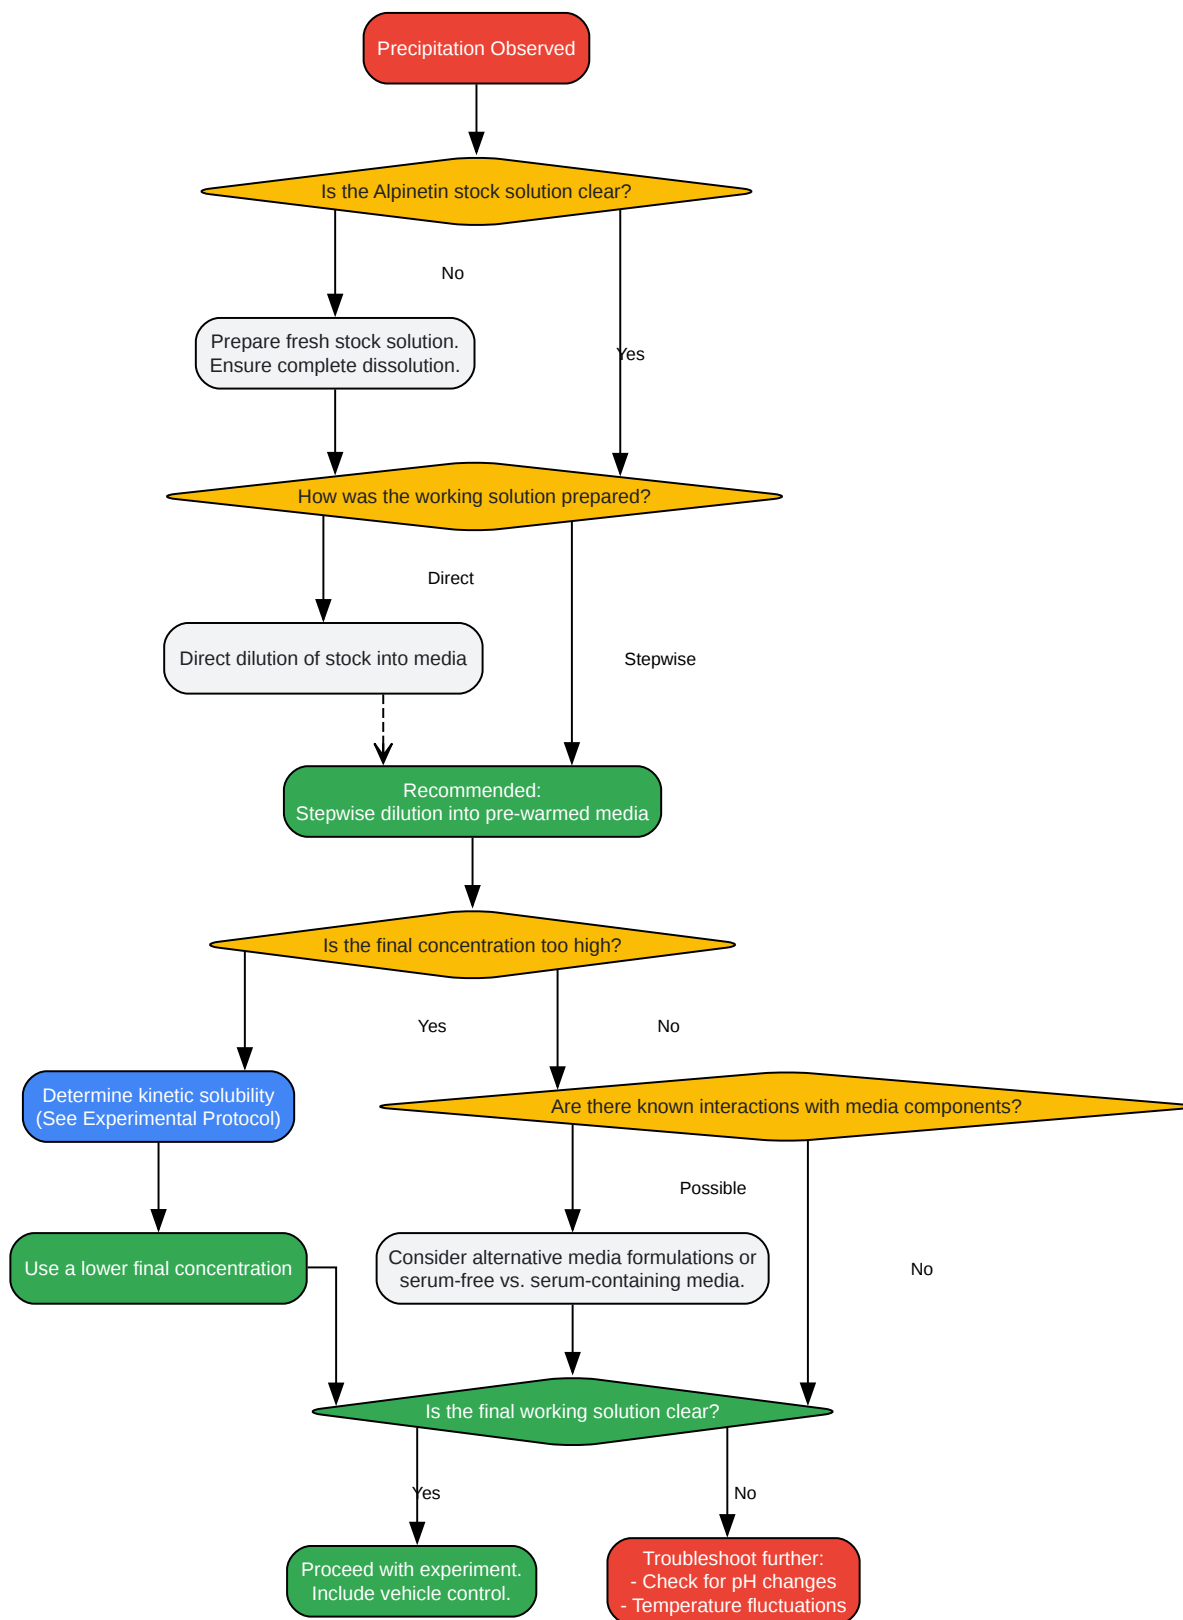 Precipitation Observed
Is the Alpinetin stock solution clear?
No
Prepare fresh stock solution.
Ensure complete dissolution.
Yes
How was the working solution prepared?
Direct
Direct dilution of stock into media
Stepwise
Recommended:
Stepwise dilution into pre-warmed media
Is the final concentration too high?
Yes
No
Determine kinetic solubility
(See Experimental Protocol)
Are there known interactions with media components?
Possible
Use a lower final concentration
Consider alternative media formulations or
serum-free vs. serum-containing media.
No
Is the final working solution clear?
Yes
No
Proceed with experiment.
Include vehicle control.
Troubleshoot further:
- Check for pH changes
- Temperature fluctuations